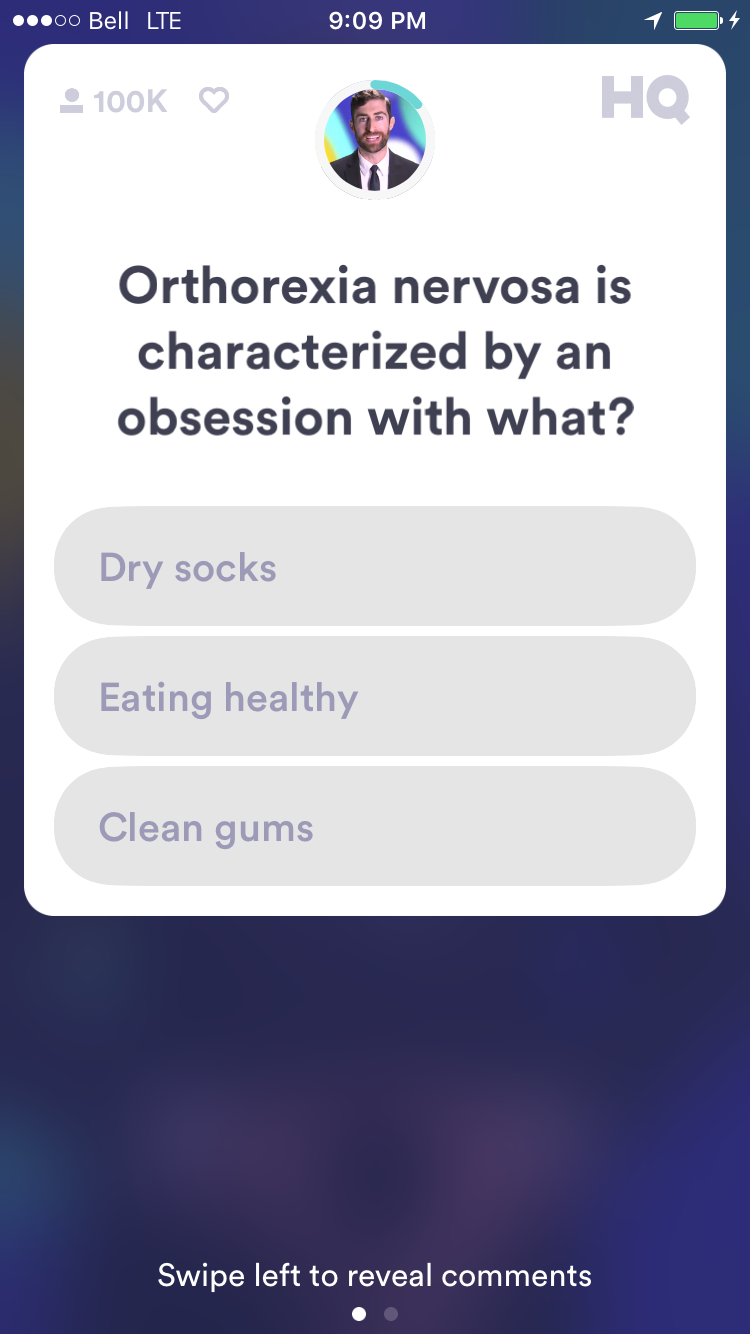 Bell LTE 9:09 PM
100K HQ
Orthorexia nervosa is
characterized by an
obsession with what?
Dry socks
Eating healthy
Clean gums
Swipe left to reveal comments